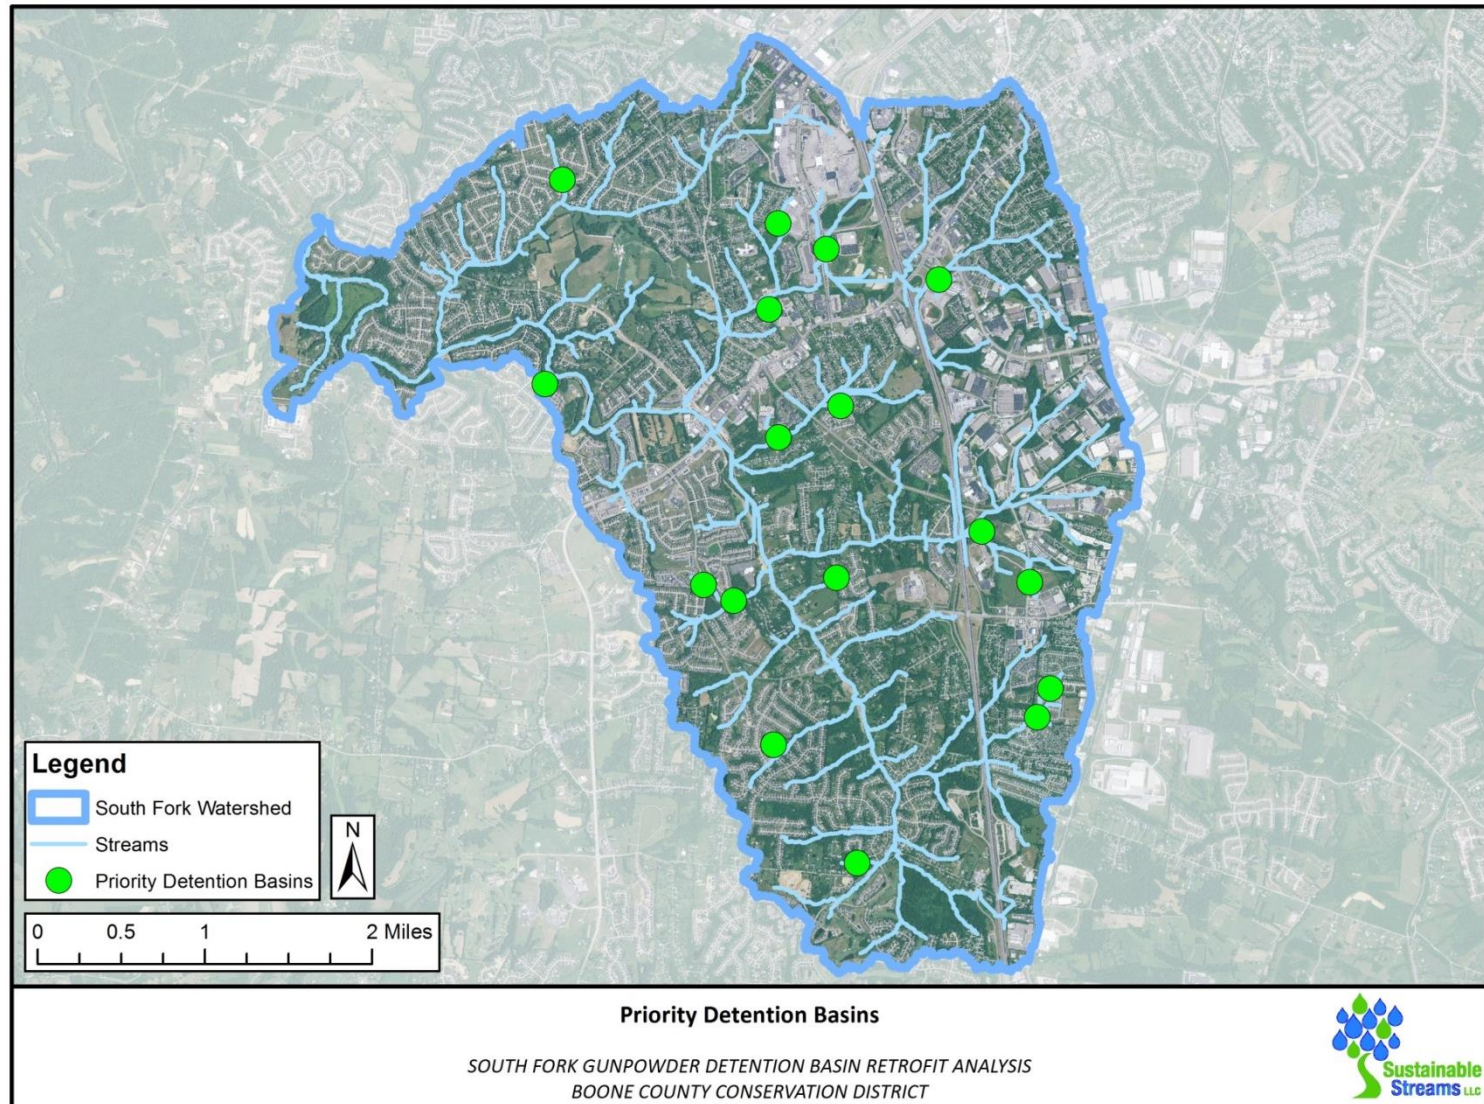 Legend
South Fork Watershed
Streams
Priority Detention Basins
N
0 0.5 1 2 Miles
Priority Detention Basins
SOUTH FORK GUNPOWDER DETENTION BASIN RETROFIT ANALYSIS
BOONE COUNTY CONSERVATION DISTRICT
Sustainable
Streams LLC